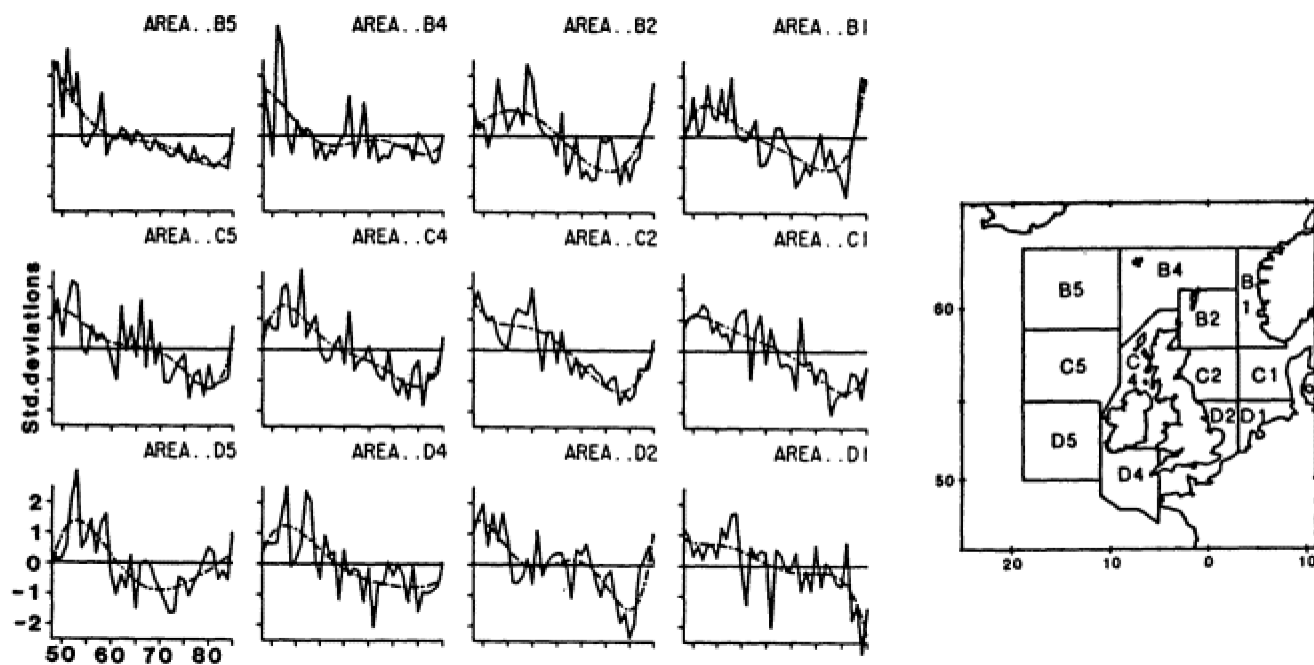 AREA..B5
AREA..B4
AREA..B2
AREA..B1
AREA..C5
AREA..C4
AREA..C2
AREA..C1
Std.deviations
AREA..D5
AREA..D4
AREA..D2
AREA..D1
2
1
0
-1
-2
50 60 70 80
60
50
20 10 0 10
B5
B4
B
1
B2
C5
C
4
C2
C1
D5
D2
D1
D4